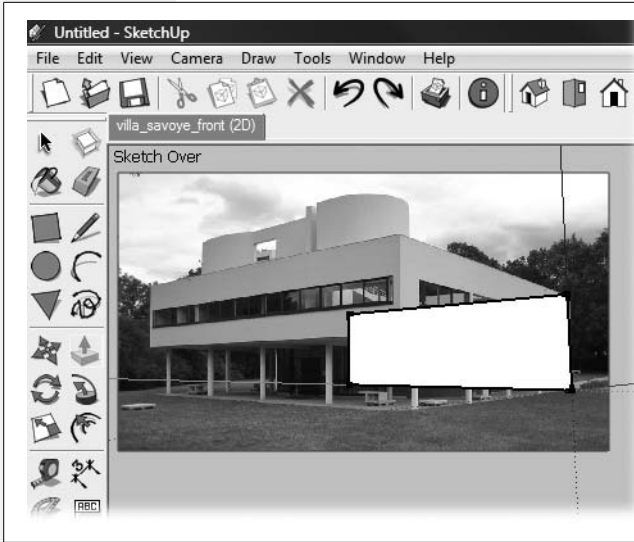 Untitled - SketchUp
File Edit View Camera Draw Tools Window Help
villa_savoye_front (2D)
Sketch Over
ABC